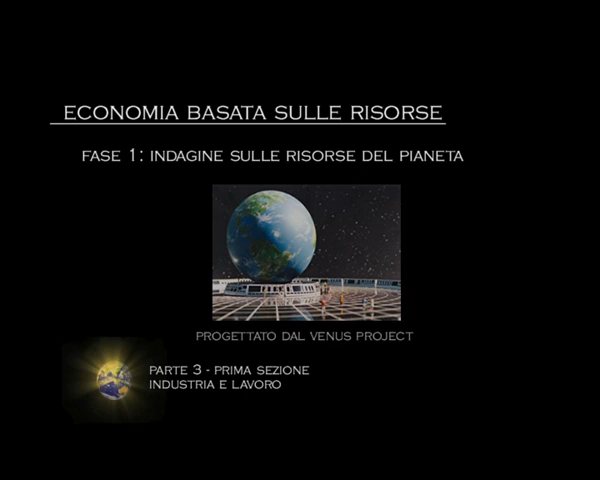 ECONOMIA BASATA SULLE RISORSE
FASE 1: INDAGINE SULLE RISORSE DEL PIANETA
PROGETTATO DAL VENUS PROJECT
PARTE 3 - PRIMA SEZIONE
INDUSTRIA E LAVORO